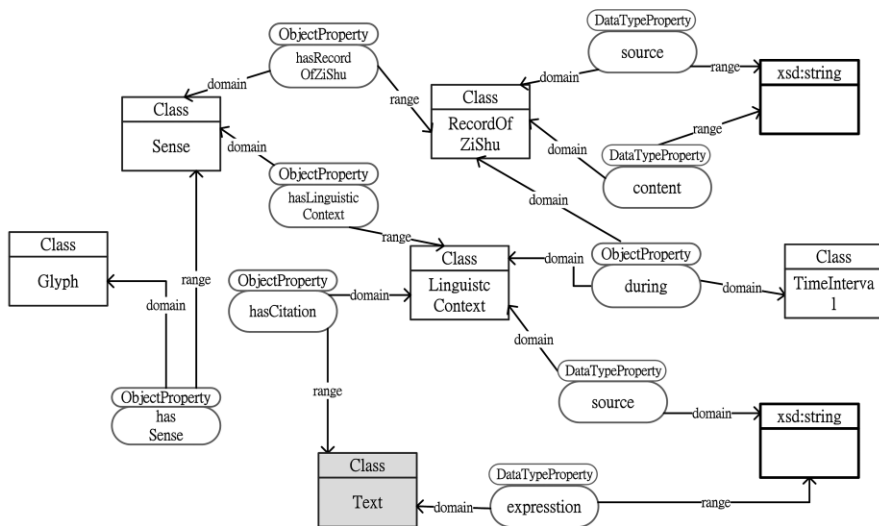 DataTypeProperty
source
ObjectProperty
hasRecord
OfZiShu
domain
range
domain
range
xsd:string
Class
Sense
Class
RecordOf
ZiShu
range
domain
domain
DataTypeProperty
content
ObjectProperty
hasLinguistic
Context
domain
range
Class
Glyph
range
domain
ObjectProperty
hasCitation
domain
Class
Linguistc
Context
domain
ObjectProperty
during
domain
Class
TimeInterva
l
domain
DataTypeProperty
source
domain
xsd:string
range
ObjectProperty
has
Sense
Class
Text
domain
DataTypeProperty
expresstion
range